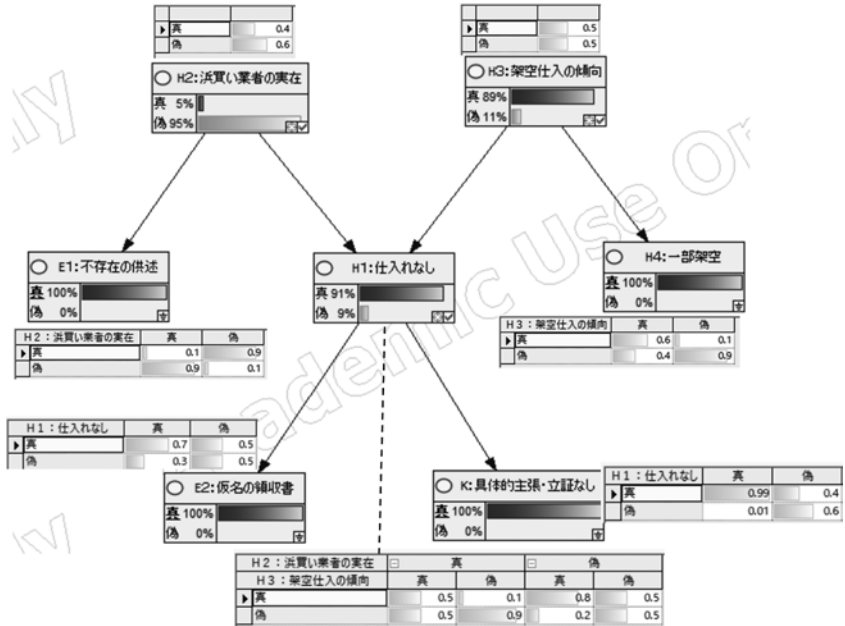 真 0.4
偽 0.6
真 0.5
偽 0.5
H2:浜買い業者の実在
真 5%
偽 95%
H3:架空仕入の傾向
真 89%
偽 11%
E1:不存在の供述
真 100%
偽 0%
H1:仕入れなし
真 91%
偽 9%
H4:一部架空
真 100%
偽 0%
H2:浜買い業者の実在 真 偽
真 0.1 0.9
偽 0.9 0.1
H3:架空仕入の傾向 真 偽
真 0.6 0.1
偽 0.4 0.9
H1:仕入れなし 真 偽
真 0.7 0.5
偽 0.3 0.5
E2:仮名の領収書
真 100%
偽 0%
K:具体的主張・立証なし
真 100%
偽 0%
H1:仕入れなし 真 偽
真 0.99 0.4
偽 0.01 0.6
H2:浜買い業者の実在 真 偽
H3:架空仕入の傾向 真 偽 真 偽
真 0.5 0.1 0.8 0.5
偽 0.5 0.9 0.2 0.5
ademic Use On